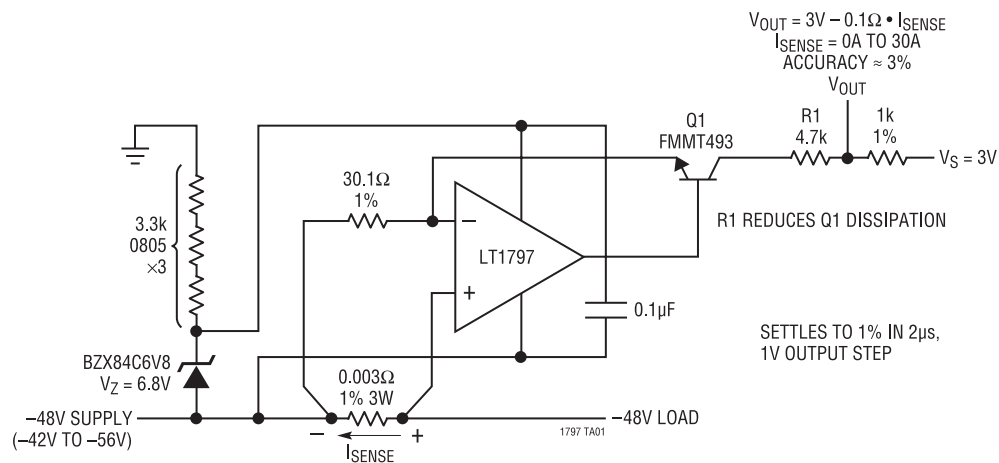 V_OUT = 3V – 0.1Ω • I_SENSE
I_SENSE = 0A TO 30A
ACCURACY ≈ 3%
V_OUT
Q1
FMMT493
R1
4.7k
1k
1%
V_S = 3V
30.1Ω
1%
R1 REDUCES Q1 DISSIPATION
3.3k
0805
×3
–
LT1797
+
0.1µF
SETTLES TO 1% IN 2µs,
1V OUTPUT STEP
BZX84C6V8
V_Z = 6.8V
0.003Ω
1% 3W
–48V SUPPLY
(–42V TO –56V)
–48V LOAD
– +
I_SENSE
1797 TA01